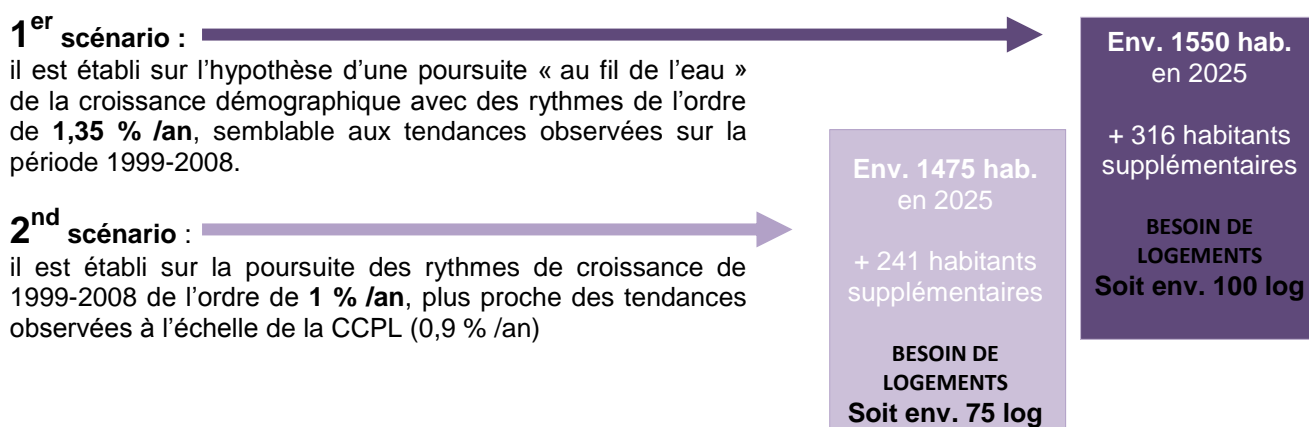 1er scénario :
il est établi sur l’hypothèse d’une poursuite « au fil de l’eau »
de la croissance démographique avec des rythmes de l’ordre
de 1,35 % /an, semblable aux tendances observées sur la
période 1999-2008.
2nd scénario :
il est établi sur la poursuite des rythmes de croissance de
1999-2008 de l’ordre de 1 % /an, plus proche des tendances
observées à l’échelle de la CCPL (0,9 % /an)
Env. 1475 hab.
en 2025
+ 241 habitants
supplémentaires
BESOIN DE
LOGEMENTS
Soit env. 75 log
Env. 1550 hab.
en 2025
+ 316 habitants
supplémentaires
BESOIN DE
LOGEMENTS
Soit env. 100 log